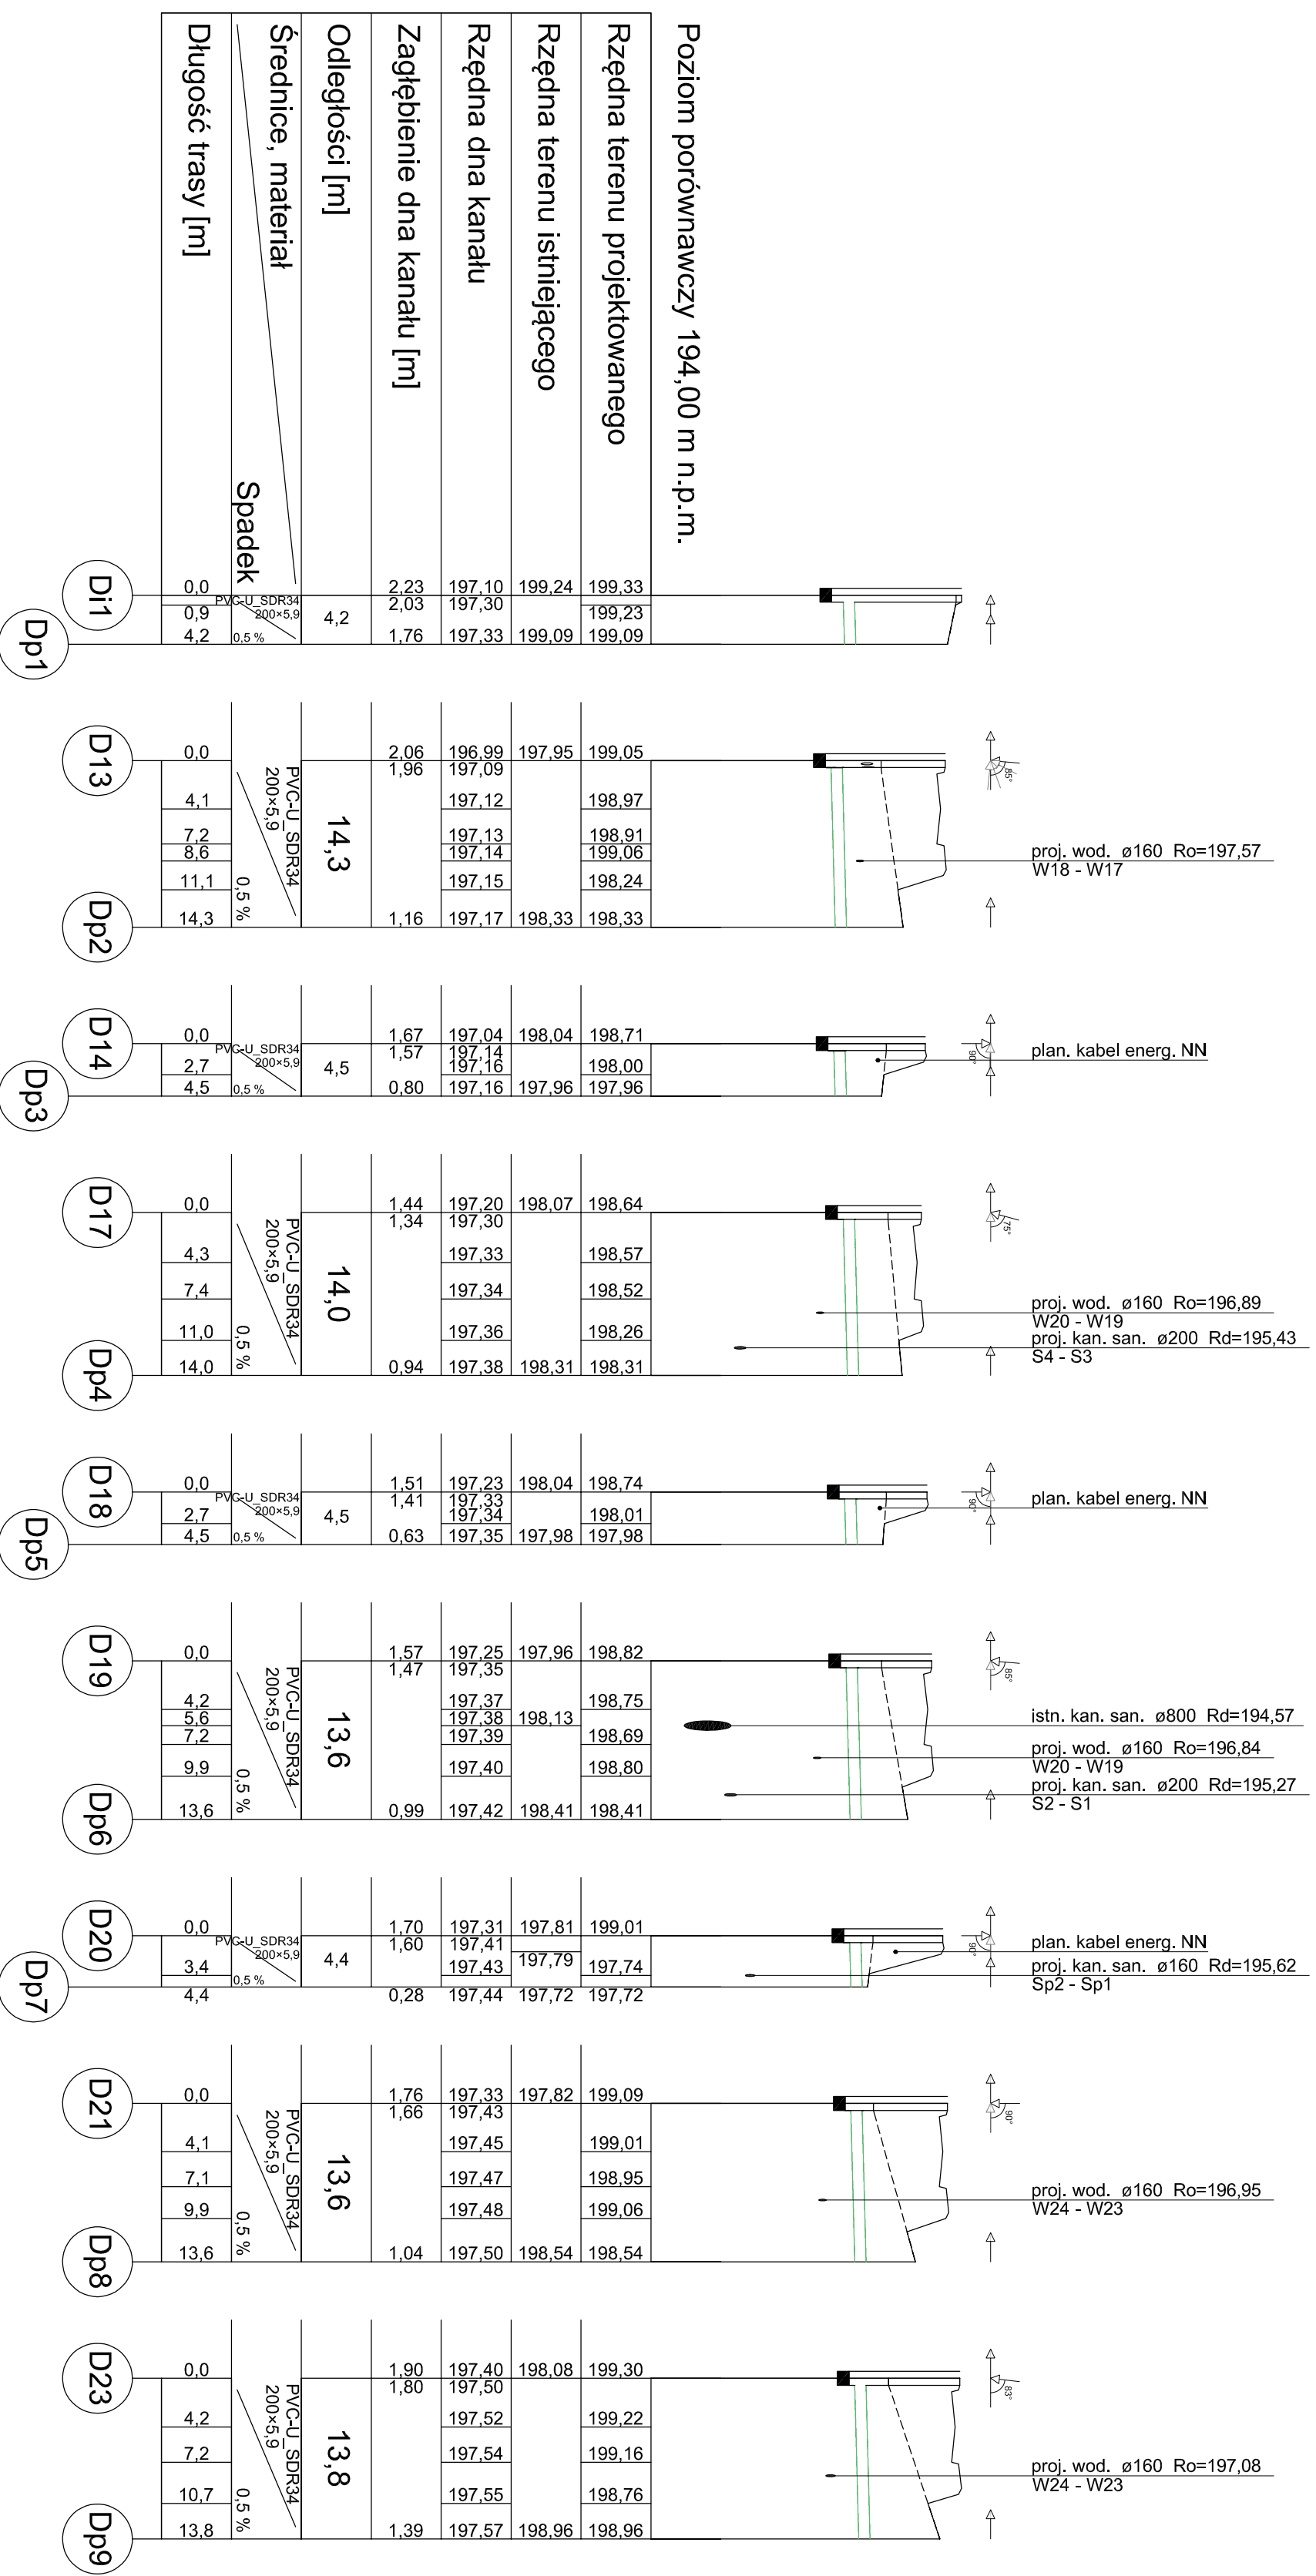 Poziom porównawczy 194,00 m n.p.m.
Rzędna terenu projektowanego
Rzędna terenu istniejącego
Rzędna dna kanału
Zagłębienie dna kanału [m]
Odległości [m]
Średnice, materiał
Spadek
Długość trasy [m]
0,0 2,23 197,10 199,24 199,33
PVC-U_SDR34
200×5,9
2,03 197,30
0,9 4,2 199,23
4,2 0,5 % 1,76 197,33 199,09 199,09
Di1
Dp1
0,0 2,06 196,99 197,95 199,05
1,96 197,09
85°
PVC-U_SDR34
200×5,9
14,3
4,1 197,12 198,97
7,2 197,13 198,91
8,6 197,14 199,06
proj. wod. ø160 Ro=197,57
W18 - W17
11,1 197,15 198,24
14,3 0,5 % 1,16 197,17 198,33 198,33
D13
Dp2
0,0 1,67 197,04 198,04 198,71
PVC-U_SDR34
200×5,9
1,57 197,14
90°
plan. kabel energ. NN
2,7 4,5 197,16 198,00
4,5 0,5 % 0,80 197,16 197,96 197,96
D14
Dp3
0,0 1,44 197,20 198,07 198,64
1,34 197,30
75°
PVC-U_SDR34
200×5,9
14,0
4,3 197,33 198,57
7,4 197,34 198,52
proj. wod. ø160 Ro=196,89
W20 - W19
11,0 197,36 198,26
proj. kan. san. ø200 Rd=195,43
S4 - S3
14,0 0,5 % 0,94 197,38 198,31 198,31
D17
Dp4
0,0 1,51 197,23 198,04 198,74
PVC-U_SDR34
200×5,9
1,41 197,33
90°
plan. kabel energ. NN
2,7 4,5 197,34 198,01
4,5 0,5 % 0,63 197,35 197,98 197,98
D18
Dp5
0,0 1,57 197,25 197,96 198,82
1,47 197,35
85°
PVC-U_SDR34
200×5,9
13,6
4,2 197,37 198,75
5,6 197,38 198,13
istn. kan. san. ø800 Rd=194,57
7,2 197,39 198,69
proj. wod. ø160 Ro=196,84
W20 - W19
9,9 197,40 198,80
proj. kan. san. ø200 Rd=195,27
S2 - S1
13,6 0,5 % 0,99 197,42 198,41 198,41
D19
Dp6
0,0 1,70 197,31 197,81 199,01
PVC-U_SDR34
200×5,9
1,60 197,41
90°
plan. kabel energ. NN
4,4 197,79
3,4 197,43 197,74
proj. kan. san. ø160 Rd=195,62
Sp2 - Sp1
4,4 0,5 % 0,28 197,44 197,72 197,72
D20
Dp7
0,0 1,76 197,33 197,82 199,09
1,66 197,43
90°
PVC-U_SDR34
200×5,9
13,6
4,1 197,45 199,01
7,1 197,47 198,95
proj. wod. ø160 Ro=196,95
W24 - W23
9,9 197,48 199,06
13,6 0,5 % 1,04 197,50 198,54 198,54
D21
Dp8
0,0 1,90 197,40 198,08 199,30
1,80 197,50
83°
PVC-U_SDR34
200×5,9
13,8
4,2 197,52 199,22
7,2 197,54 199,16
proj. wod. ø160 Ro=197,08
W24 - W23
10,7 197,55 198,76
13,8 0,5 % 1,39 197,57 198,96 198,96
D23
Dp9